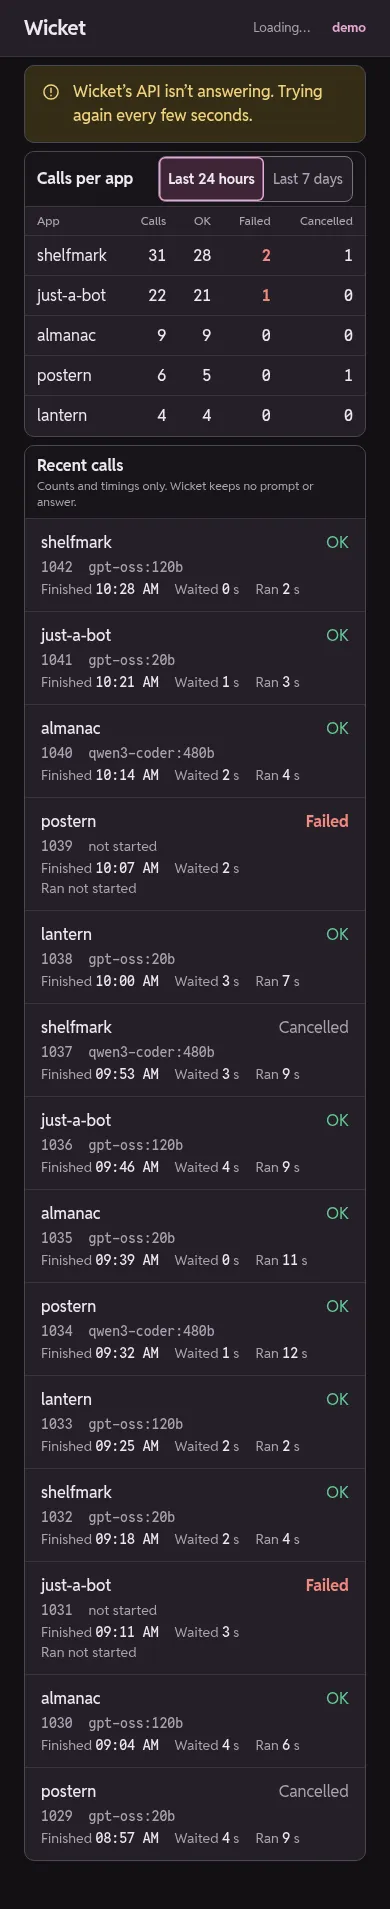 Wicket Loading… demo
Wicket’s API isn’t answering. Trying
again every few seconds.
Calls per app Last 24 hours Last 7 days
App Calls OK Failed Cancelled
shelfmark 31 28 2 1
just-a-bot 22 21 1 0
almanac 9 9 0 0
postern 6 5 0 1
lantern 4 4 0 0
Recent calls
Counts and timings only. Wicket keeps no prompt or
answer.
shelfmark OK
1042 gpt-oss:120b
Finished 10:28 AM Waited 0 s Ran 2 s
just-a-bot OK
1041 gpt-oss:20b
Finished 10:21 AM Waited 1 s Ran 3 s
almanac OK
1040 qwen3-coder:480b
Finished 10:14 AM Waited 2 s Ran 4 s
postern Failed
1039 not started
Finished 10:07 AM Waited 2 s
Ran not started
lantern OK
1038 gpt-oss:20b
Finished 10:00 AM Waited 3 s Ran 7 s
shelfmark Cancelled
1037 qwen3-coder:480b
Finished 09:53 AM Waited 3 s Ran 9 s
just-a-bot OK
1036 gpt-oss:120b
Finished 09:46 AM Waited 4 s Ran 9 s
almanac OK
1035 gpt-oss:20b
Finished 09:39 AM Waited 0 s Ran 11 s
postern OK
1034 qwen3-coder:480b
Finished 09:32 AM Waited 1 s Ran 12 s
lantern OK
1033 gpt-oss:120b
Finished 09:25 AM Waited 2 s Ran 2 s
shelfmark OK
1032 gpt-oss:20b
Finished 09:18 AM Waited 2 s Ran 4 s
just-a-bot Failed
1031 not started
Finished 09:11 AM Waited 3 s
Ran not started
almanac OK
1030 gpt-oss:120b
Finished 09:04 AM Waited 4 s Ran 6 s
postern Cancelled
1029 gpt-oss:20b
Finished 08:57 AM Waited 4 s Ran 9 s